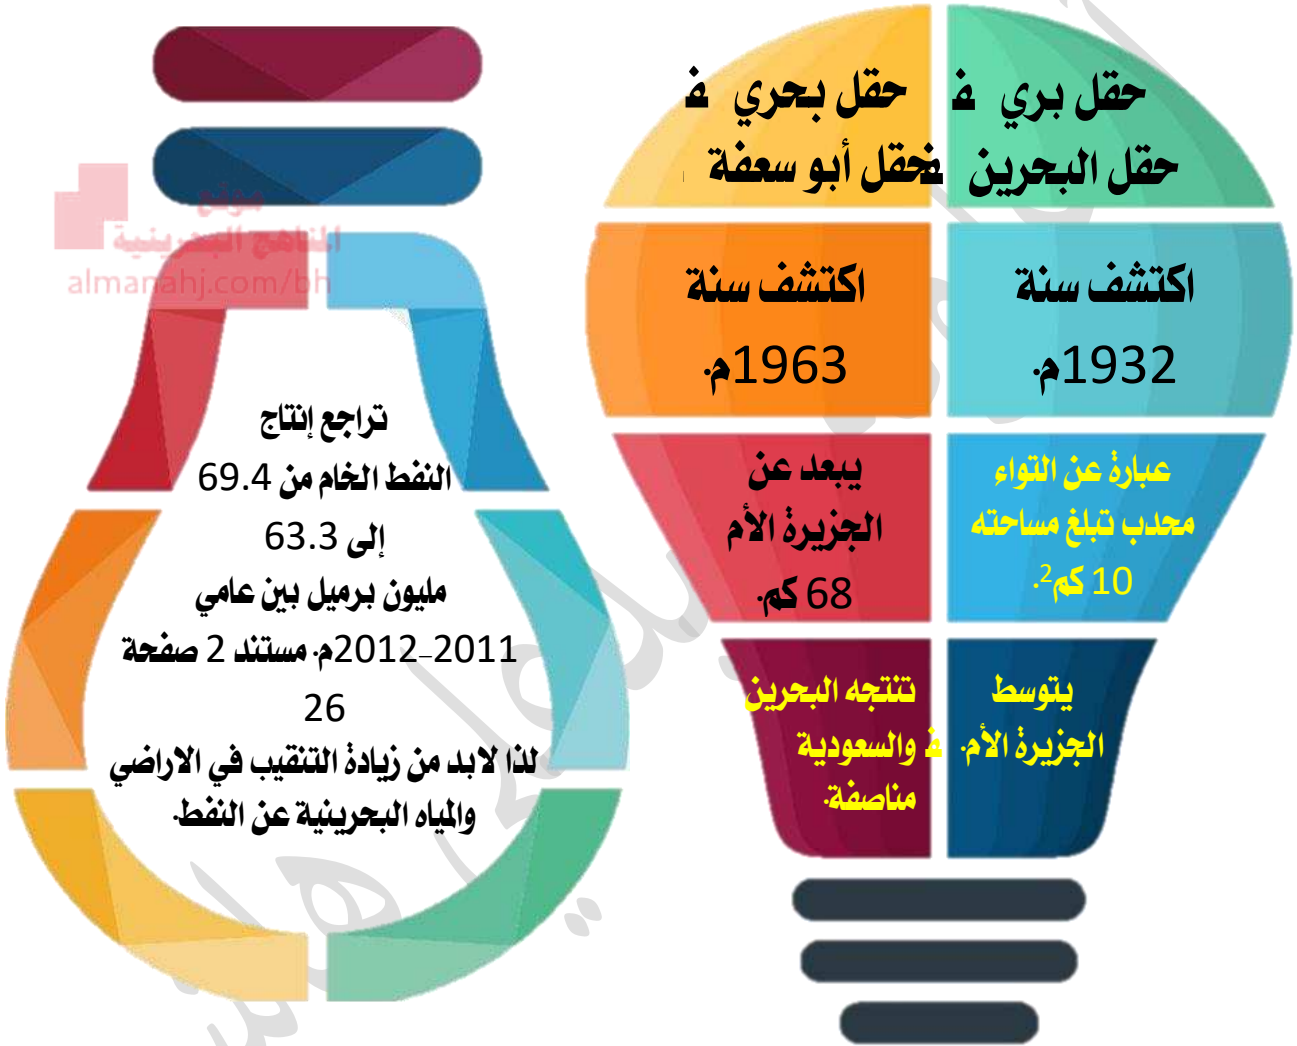 حقل بري ف
حقل البحرين ف
اكتشف سنة
1932م.
عبارة عن التواء
محدب تبلغ مساحته
10 كم2.
يتوسط
الجزيرة الأم. ف
حقل بحري ف
حقل أبو سعفة
اكتشف سنة
1963م.
يبعد عن
الجزيرة الأم
68 كم.
تنتجه البحرين
والسعودية
مناصفة.
موقع
المناهج البحرينية
almanahj.com/bh
تراجع إنتاج
النفط الخام من 69.4
إلى 63.3
مليون برميل بين عامي
2011-2012م. مستند 2 صفحة
26
لذا لابد من زيادة التنقيب في الاراضي
والمياه البحرينية عن النفط.